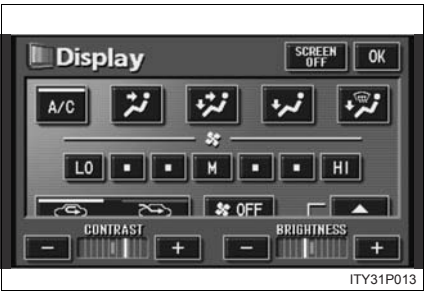 Display SCREEN OFF OK
A/C
LO M HI
OFF
CONTRAST BRIGHTNESS
− + − +
ITY31P013